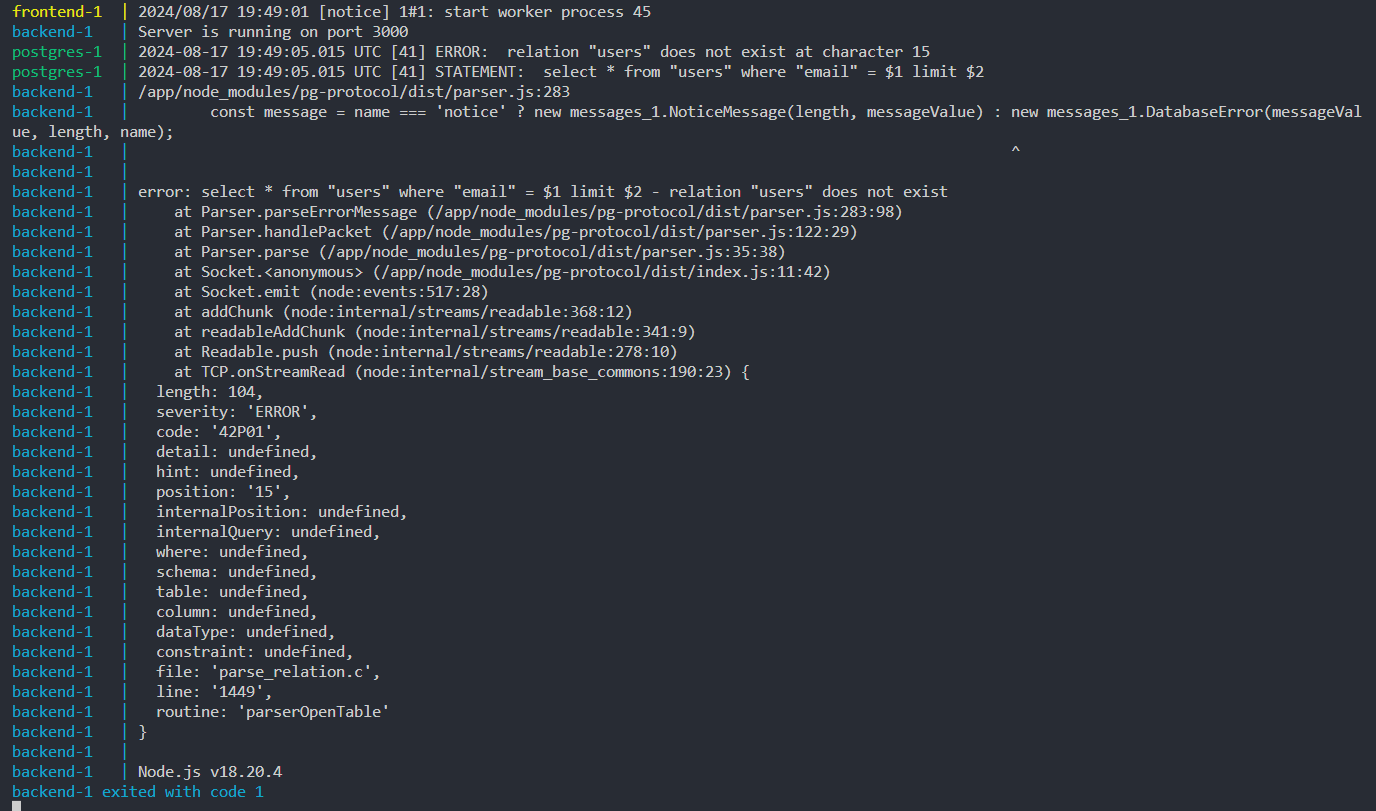 frontend-1  | 2024/08/17 19:49:01 [notice] 1#1: start worker process 45
backend-1   | Server is running on port 3000
postgres-1  | 2024-08-17 19:49:05.015 UTC [41] ERROR:  relation "users" does not exist at character 15
postgres-1  | 2024-08-17 19:49:05.015 UTC [41] STATEMENT:  select * from "users" where "email" = $1 limit $2
backend-1   | /app/node_modules/pg-protocol/dist/parser.js:283
backend-1   |         const message = name === 'notice' ? new messages_1.NoticeMessage(length, messageValue) : new messages_1.DatabaseError(messageVal
ue, length, name);
backend-1   |                                                                                                  ^
backend-1   |
backend-1   | error: select * from "users" where "email" = $1 limit $2 - relation "users" does not exist
backend-1   |     at Parser.parseErrorMessage (/app/node_modules/pg-protocol/dist/parser.js:283:98)
backend-1   |     at Parser.handlePacket (/app/node_modules/pg-protocol/dist/parser.js:122:29)
backend-1   |     at Parser.parse (/app/node_modules/pg-protocol/dist/parser.js:35:38)
backend-1   |     at Socket.<anonymous> (/app/node_modules/pg-protocol/dist/index.js:11:42)
backend-1   |     at Socket.emit (node:events:517:28)
backend-1   |     at addChunk (node:internal/streams/readable:368:12)
backend-1   |     at readableAddChunk (node:internal/streams/readable:341:9)
backend-1   |     at Readable.push (node:internal/streams/readable:278:10)
backend-1   |     at TCP.onStreamRead (node:internal/stream_base_commons:190:23) {
backend-1   |   length: 104,
backend-1   |   severity: 'ERROR',
backend-1   |   code: '42P01',
backend-1   |   detail: undefined,
backend-1   |   hint: undefined,
backend-1   |   position: '15',
backend-1   |   internalPosition: undefined,
backend-1   |   internalQuery: undefined,
backend-1   |   where: undefined,
backend-1   |   schema: undefined,
backend-1   |   table: undefined,
backend-1   |   column: undefined,
backend-1   |   dataType: undefined,
backend-1   |   constraint: undefined,
backend-1   |   file: 'parse_relation.c',
backend-1   |   line: '1449',
backend-1   |   routine: 'parserOpenTable'
backend-1   | }
backend-1   |
backend-1   | Node.js v18.20.4
backend-1 exited with code 1